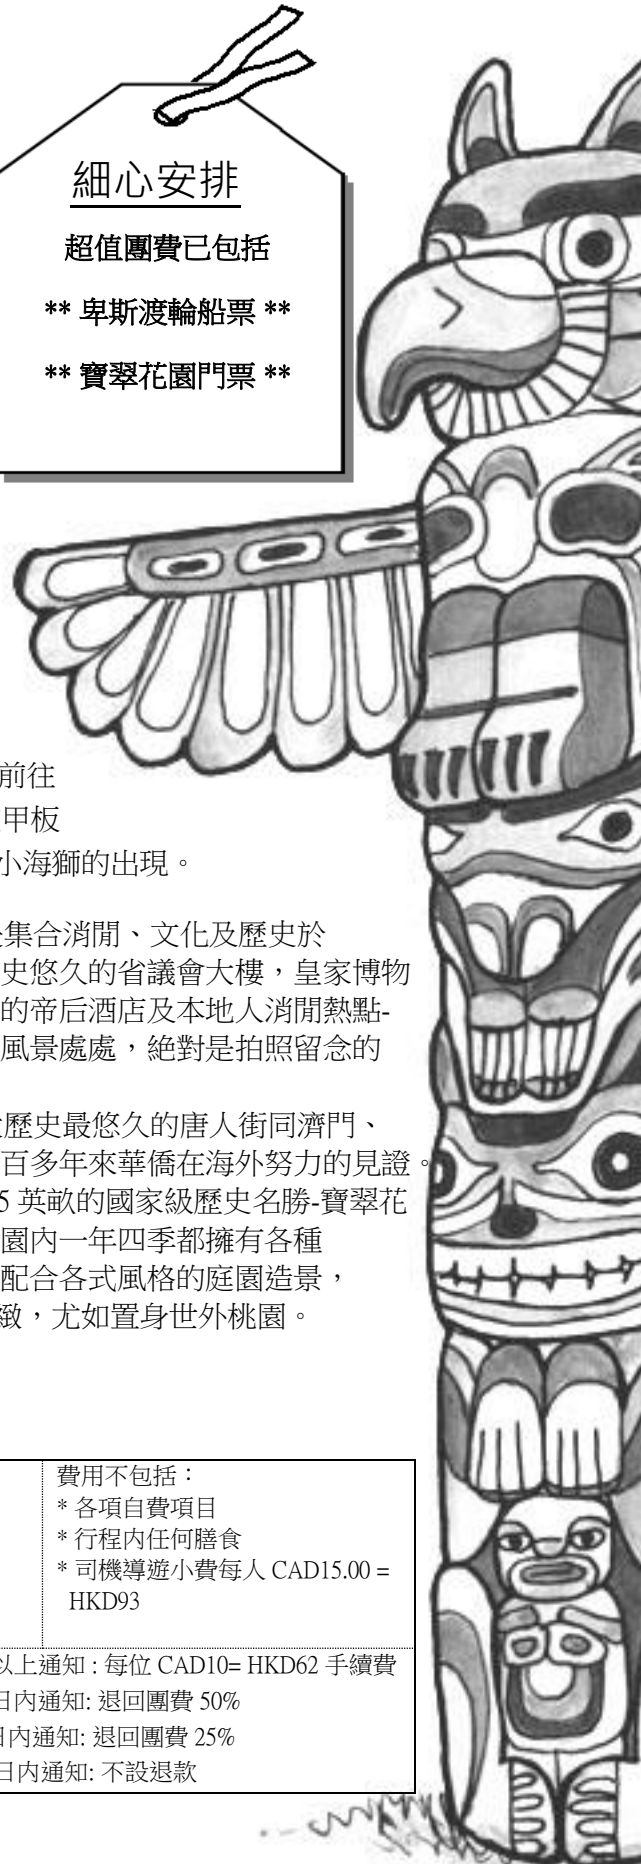 細心安排
超值團費已包括
** 卑斯渡輪船票 **
** 寶翠花園門票 **
前往
甲板
小海獅的出現。
集合消閒、文化及歷史於
史悠久的省議會大樓，皇家博物
的帝后酒店及本地人消閒熱點-
風景處處，絕對是拍照留念的
歷史最悠久的唐人街同濟門、
百多年來華僑在海外努力的見證。
5 英畝的國家級歷史名勝-寶翠花
園內一年四季都擁有各種
配合各式風格的庭園造景，
緻，尤如置身世外桃園。
費用不包括：
* 各項自費項目
* 行程内任何膳食
* 司機導遊小費每人 CAD15.00 =
HKD93
以上通知 : 每位 CAD10= HKD62 手續費
日内通知: 退回團費 50%
日内通知: 退回團費 25%
日内通知: 不設退款